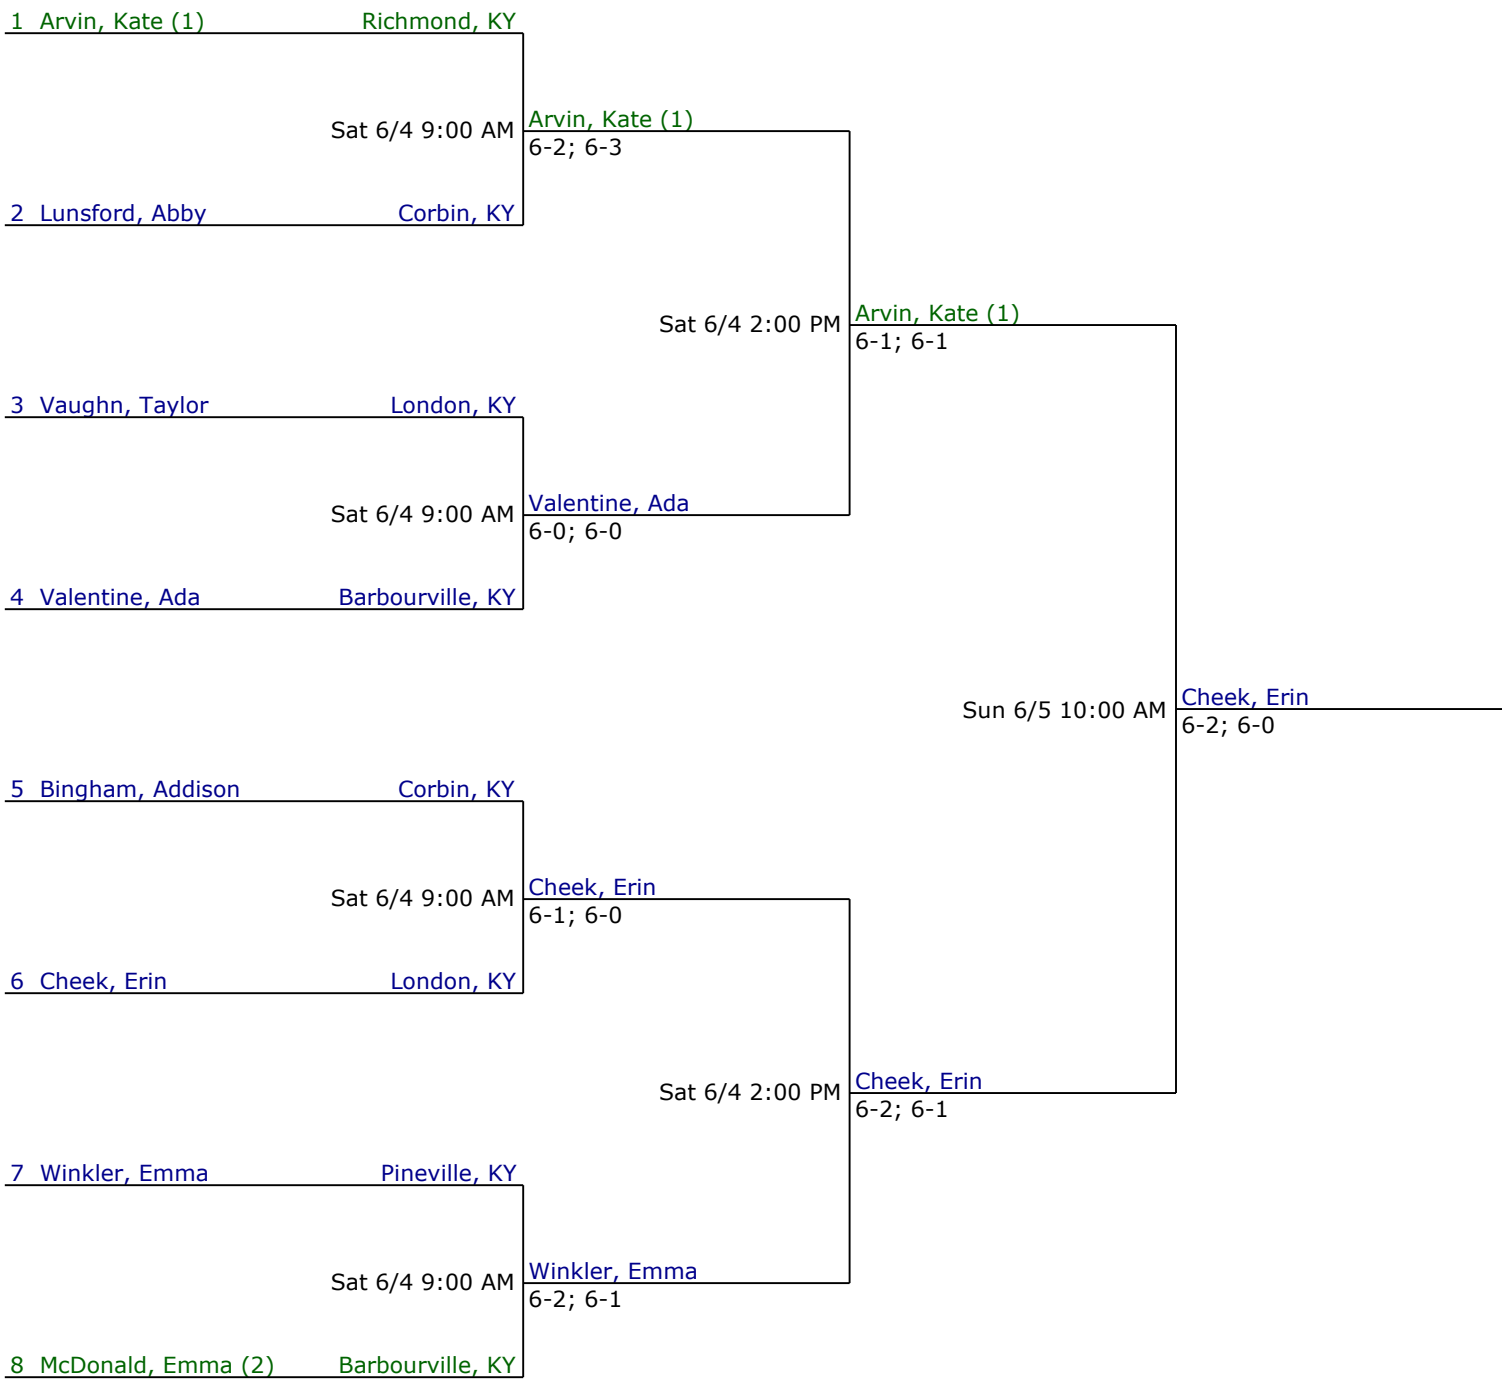 1 Arvin, Kate (1) Richmond, KY
Arvin, Kate (1)
Sat 6/4 9:00 AM
6-2; 6-3
2 Lunsford, Abby Corbin, KY
Arvin, Kate (1)
Sat 6/4 2:00 PM
6-1; 6-1
3 Vaughn, Taylor London, KY
Valentine, Ada
Sat 6/4 9:00 AM
6-0; 6-0
4 Valentine, Ada Barbourville, KY
Cheek, Erin
Sun 6/5 10:00 AM
6-2; 6-0
5 Bingham, Addison Corbin, KY
Cheek, Erin
Sat 6/4 9:00 AM
6-1; 6-0
6 Cheek, Erin London, KY
Cheek, Erin
Sat 6/4 2:00 PM
6-2; 6-1
7 Winkler, Emma Pineville, KY
Winkler, Emma
Sat 6/4 9:00 AM
6-2; 6-1
8 McDonald, Emma (2) Barbourville, KY